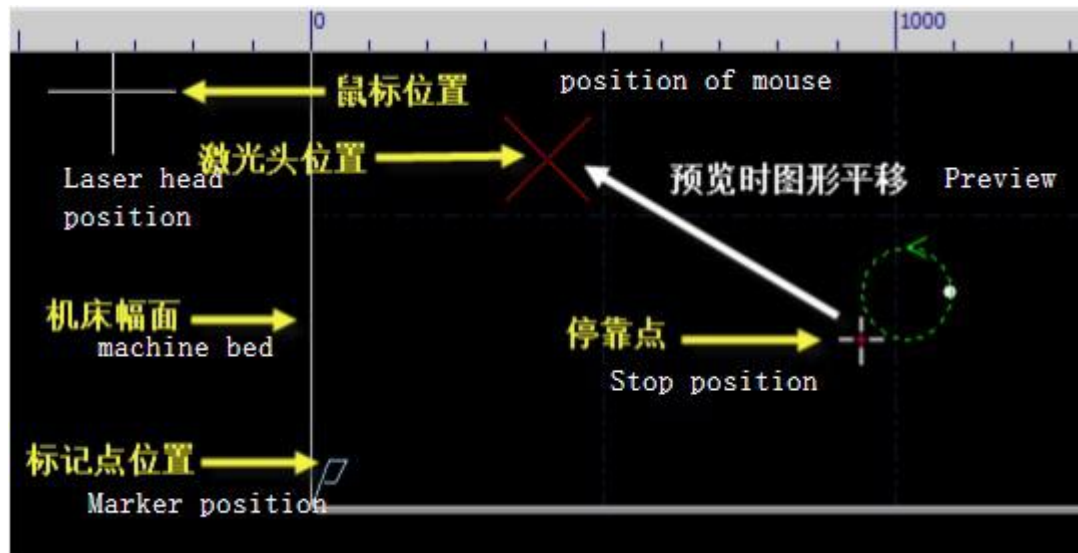 0 1000
鼠标位置
position of mouse
激光头位置
Laser head
position
预览时图形平移 Preview
机床幅面
machine bed
停靠点
Stop position
标记点位置
Marker position